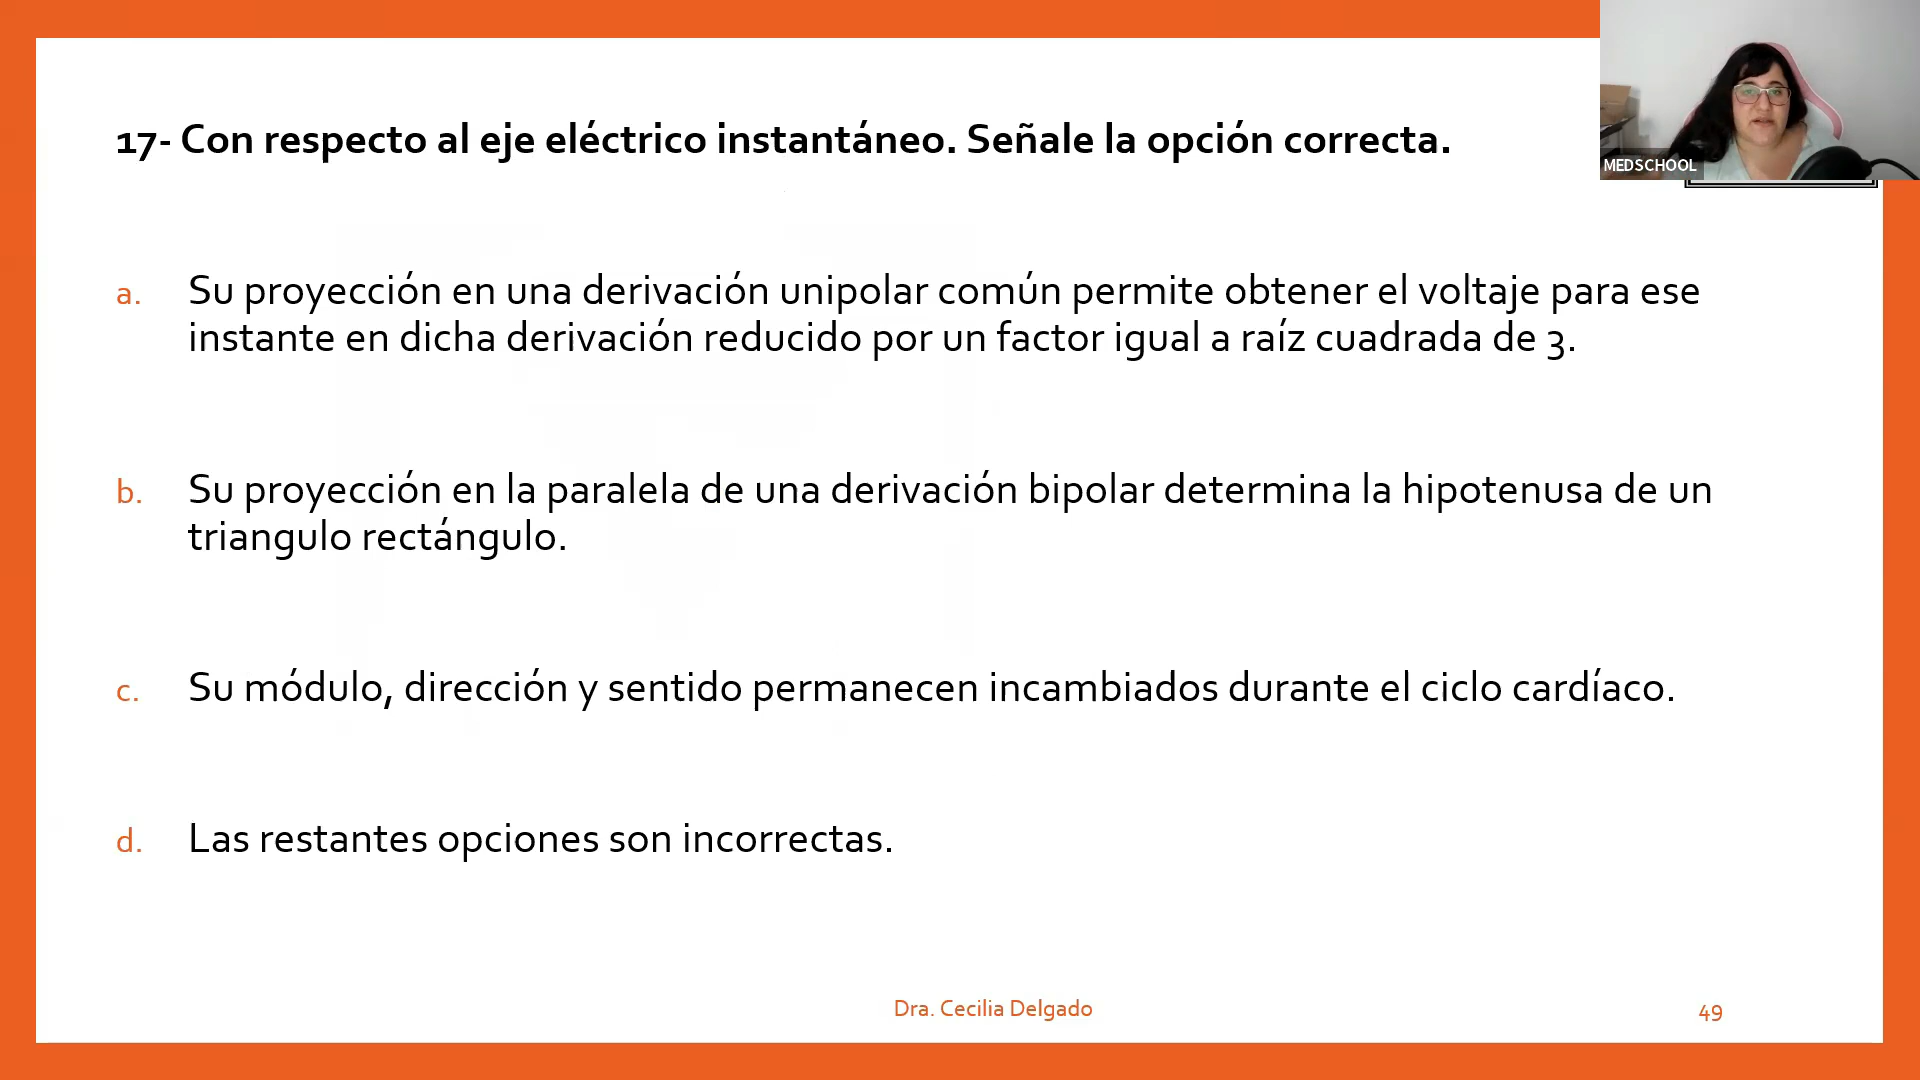 MEDSCHOOL
17- Con respecto al eje eléctrico instantáneo. Señale la opción correcta.
a. Su proyección en una derivación unipolar común permite obtener el voltaje para ese
instante en dicha derivación reducido por un factor igual a raíz cuadrada de 3.
b. Su proyección en la paralela de una derivación bipolar determina la hipotenusa de un
triangulo rectángulo.
c. Su módulo, dirección y sentido permanecen incambiados durante el ciclo cardíaco.
d. Las restantes opciones son incorrectas.
Dra. Cecilia Delgado
49